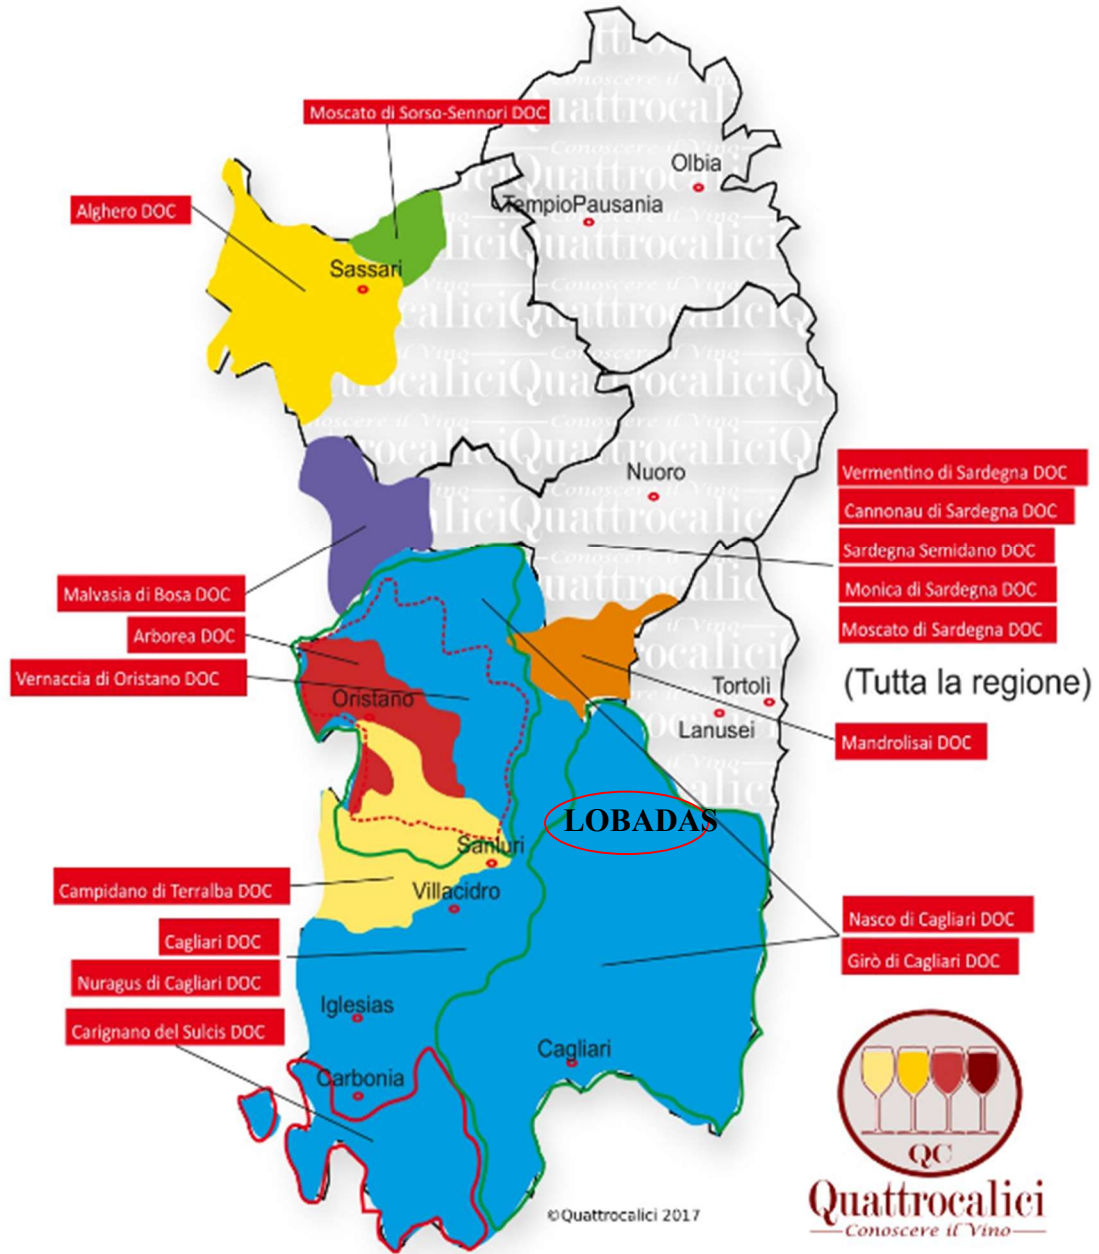 Moscato di Sorso-Sennori DOC
Olbia
Alghero DOC
TempioPausania
Sassari
Nuoro
Vermentino di Sardegna DOC
Cannonau di Sardegna DOC
Sardegna Semidano DOC
Monica di Sardegna DOC
Moscato di Sardegna DOC
(Tutta la regione)
Malvasia di Bosa DOC
Arborea DOC
Vernaccia di Oristano DOC
Oristano
Tortolì
Lanusei
Mandrolisai DOC
LOBADAS
Sanluri
Villacidro
Campidano di Terralba DOC
Cagliari DOC
Nuragus di Cagliari DOC
Carignano del Sulcis DOC
Nasco di Cagliari DOC
Girò di Cagliari DOC
Iglesias
Cagliari
Carbonia
QC
Quattrocalici
Conoscere il Vino
©Quattrocalici 2017